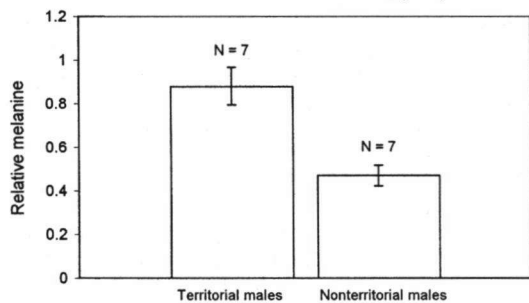 1.2
N = 7
1
0.8
N = 7
0.6
0.4
0.2
0
Relative melanine
Territorial males Nonterritorial males